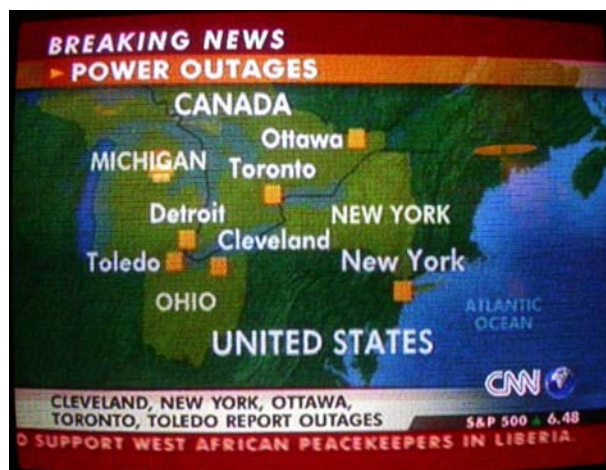 BREAKING NEWS
POWER OUTAGES
CANADA
Ottawa
MICHIGAN
Toronto
Detroit
NEW YORK
Cleveland
Toledo
New York
OHIO
ATLANTIC
OCEAN
UNITED STATES
CNN
CLEVELAND, NEW YORK, OTTAWA,
TORONTO, TOLEDO REPORT OUTAGES
S&P 500 ▲ 6.48
O SUPPORT WEST AFRICAN PEACEKEEPERS IN LIBERIA.